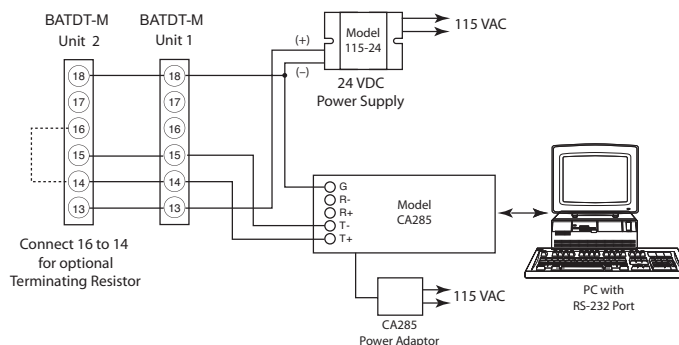 BATDT-M
Unit 2
BATDT-M
Unit 1
18
17
16
15
14
13
18
17
16
15
14
13
Connect 16 to 14
for optional
Terminating Resistor
(+)
(–)
Model
115-24
115 VAC
24 VDC
Power Supply
G
R-
R+
T-
T+
Model
CA285
115 VAC
CA285
Power Adaptor
PC with
RS-232 Port